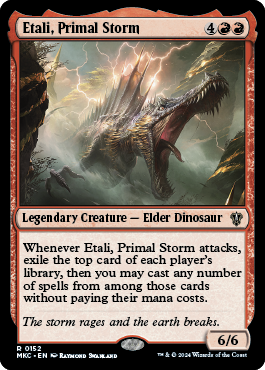 Etali, Primal Storm 4
Legendary Creature — Elder Dinosaur
Whenever Etali, Primal Storm attacks,
exile the top card of each player's
library, then you may cast any number
of spells from among those cards
without paying their mana costs.
The storm rages and the earth breaks.
6/6
R 0152
MKC • EN Raymond Swanland ™ & © 2024 Wizards of the Coast